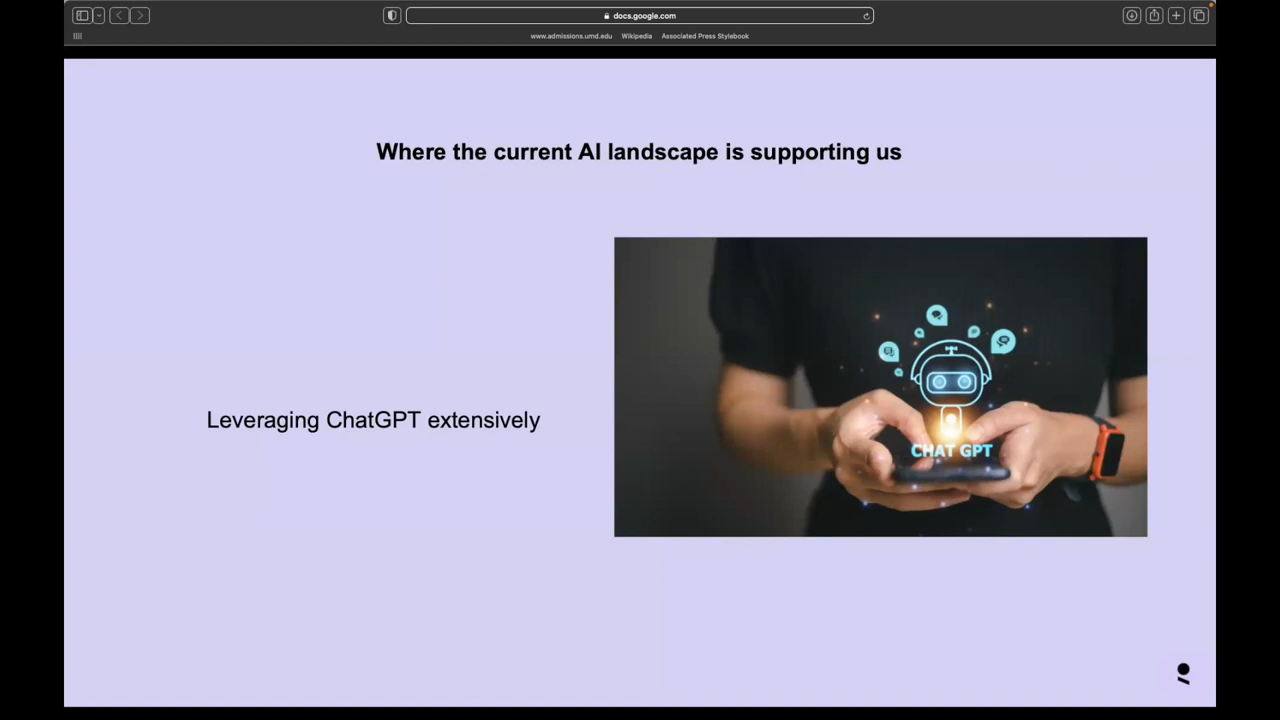 docs.google.com
www.admissions.umd.edu Wikipedia Associated Press Stylebook
Where the current AI landscape is supporting us
Leveraging ChatGPT extensively
CHAT GPT